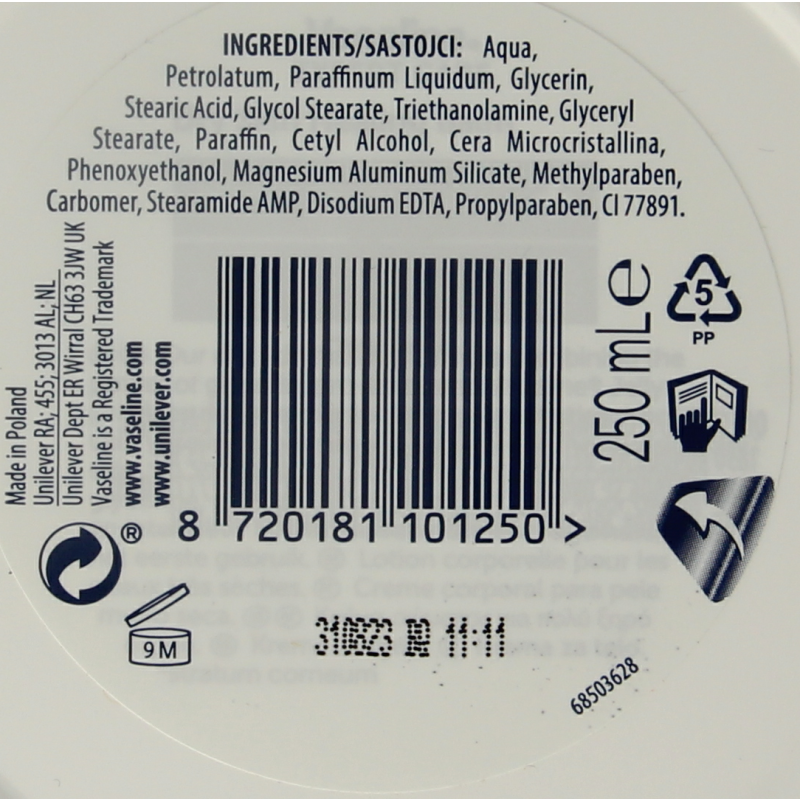 INGREDIENTS/SASTOJCI: Aqua,
Petrolatum, Paraffinum Liquidum, Glycerin,
Stearic Acid, Glycol Stearate, Triethanolamine, Glyceryl
Stearate, Paraffin, Cetyl Alcohol, Cera Microcristallina,
Phenoxyethanol, Magnesium Aluminum Silicate, Methylparaben,
Carbomer, Stearamide AMP, Disodium EDTA, Propylparaben, CI 77891.
Made in Poland
Unilever RA; 455; 3013 AL; NL
Unilever Dept ER Wirral CH63 3JW UK
Vaseline is a Registered Trademark
www.vaseline.com
www.unilever.com
250 mL e
5
PP
®
8 720181 101250 >
9M
310823 11:11
68503628